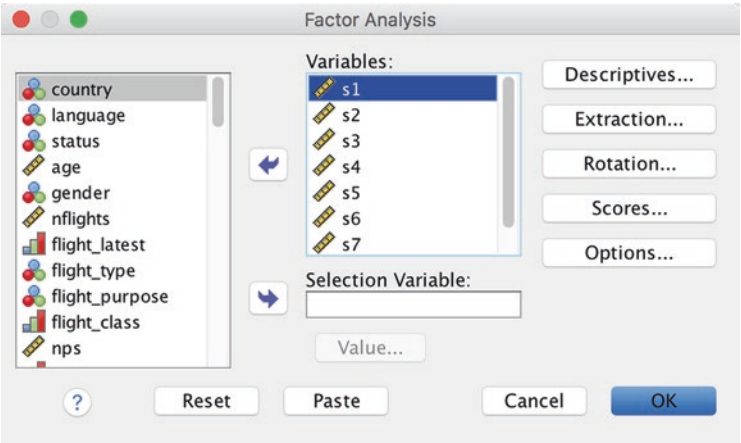 Factor Analysis
country
language
status
age
gender
nflights
flight_latest
flight_type
flight_purpose
flight_class
nps
Variables:
s1
s2
s3
s4
s5
s6
s7
Selection Variable:
Value...
Descriptives...
Extraction...
Rotation...
Scores...
Options...
?
Reset
Paste
Cancel
OK